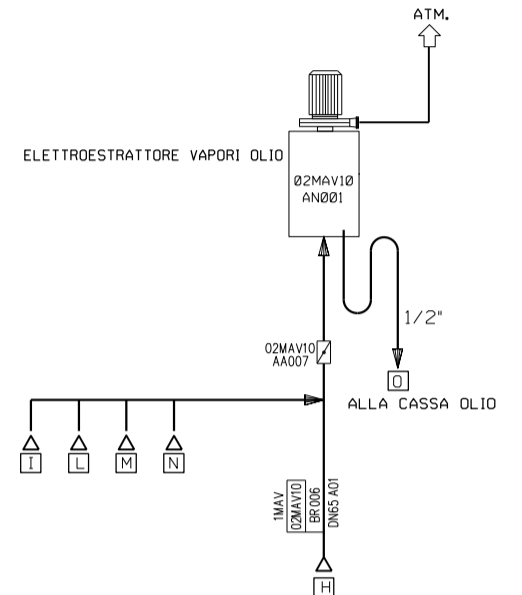 ATM.
ELETTROESTRATTORE VAPORI OLIO
02MAV10
AN001
1/2"
02MAV10
AA007
O
ALLA CASSA OLIO
I
L
M
N
1MAV
02MAV10
BR006
DN65 A01
H